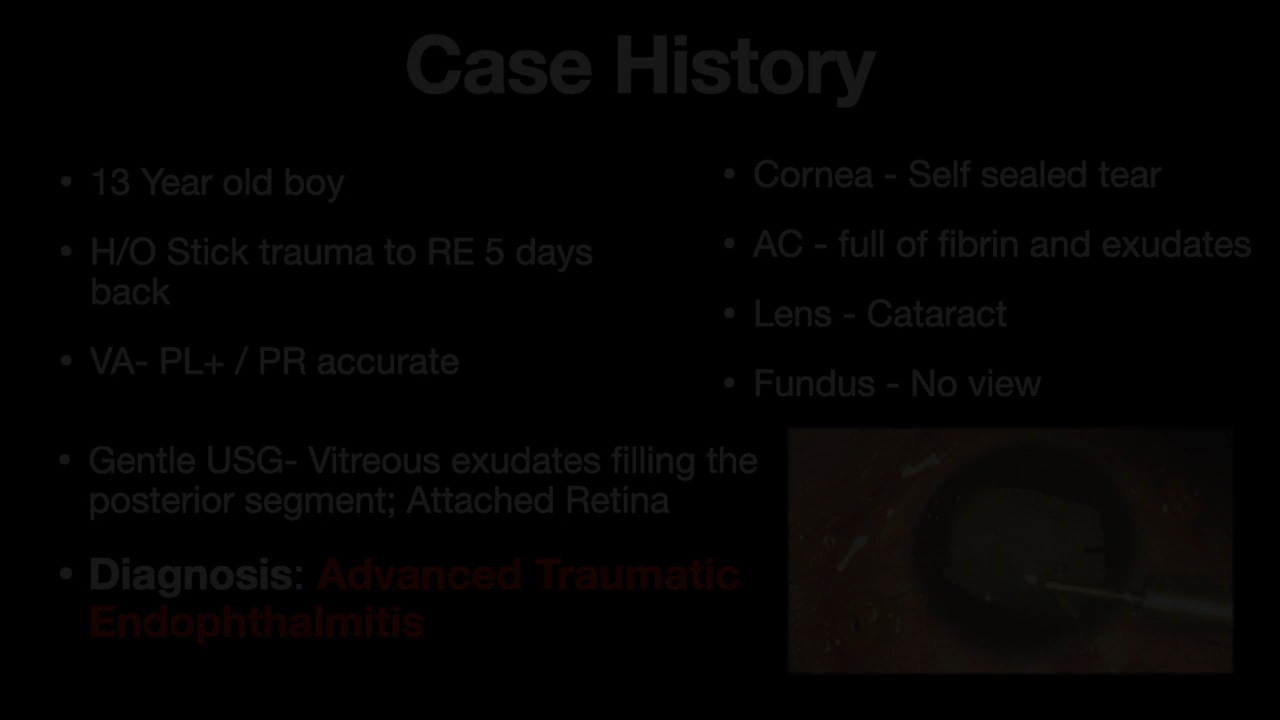 Case History
• 13 Year old boy
• H/O Stick trauma to RE 5 days
back
• VA- PL+ / PR accurate
• Gentle USG- Vitreous exudates filling the
posterior segment; Attached Retina
• Diagnosis: Advanced Traumatic
Endophthalmitis
• Cornea - Self sealed tear
• AC - full of fibrin and exudates
• Lens - Cataract
• Fundus - No view